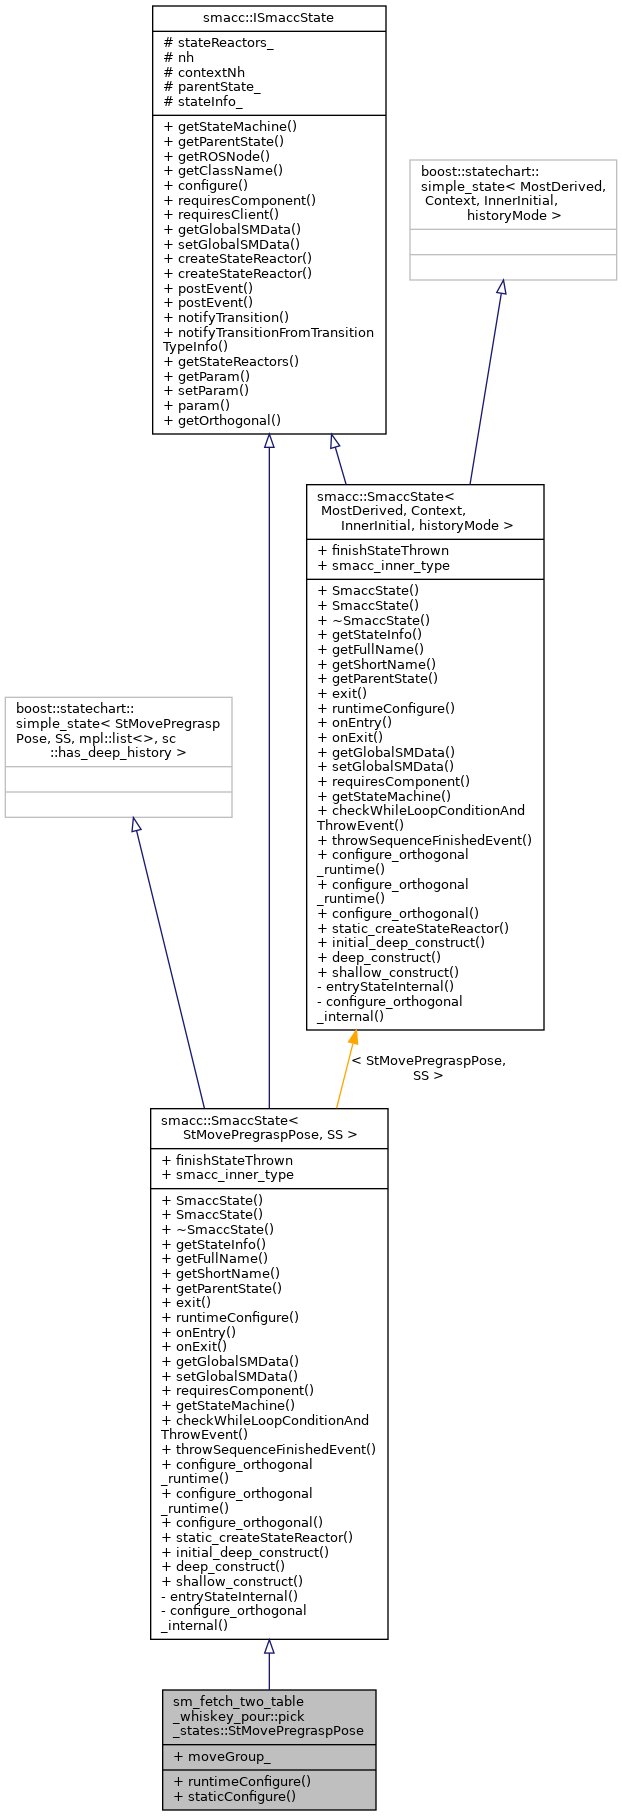 smacc::ISmaccState
# stateReactors_
# nh
# contextNh
# parentState_
# stateInfo_
+ getStateMachine()
+ getParentState()
+ getROSNode()
+ getClassName()
+ configure()
+ requiresComponent()
+ requiresClient()
+ getGlobalSMData()
+ setGlobalSMData()
+ createStateReactor()
+ createStateReactor()
+ postEvent()
+ postEvent()
+ notifyTransition()
+ notifyTransitionFromTransition
TypeInfo()
+ getStateReactors()
+ getParam()
+ setParam()
+ param()
+ getOrthogonal()
boost::statechart::
simple_state< MostDerived,
Context, InnerInitial,
historyMode >
smacc::SmaccState<
MostDerived, Context,
InnerInitial, historyMode >
+ finishStateThrown
+ smacc_inner_type
+ SmaccState()
+ SmaccState()
+ ~SmaccState()
+ getStateInfo()
+ getFullName()
+ getShortName()
+ getParentState()
+ exit()
+ runtimeConfigure()
+ onEntry()
+ onExit()
+ getGlobalSMData()
+ setGlobalSMData()
+ requiresComponent()
+ getStateMachine()
+ checkWhileLoopConditionAnd
ThrowEvent()
+ throwSequenceFinishedEvent()
+ configure_orthogonal
_runtime()
+ configure_orthogonal
_runtime()
+ configure_orthogonal()
+ static_createStateReactor()
+ initial_deep_construct()
+ deep_construct()
+ shallow_construct()
- entryStateInternal()
- configure_orthogonal
_internal()
boost::statechart::
simple_state< StMovePregrasp
Pose, SS, mpl::list<>, sc
::has_deep_history >
< StMovePregraspPose,
SS >
smacc::SmaccState<
StMovePregraspPose, SS >
+ finishStateThrown
+ smacc_inner_type
+ SmaccState()
+ SmaccState()
+ ~SmaccState()
+ getStateInfo()
+ getFullName()
+ getShortName()
+ getParentState()
+ exit()
+ runtimeConfigure()
+ onEntry()
+ onExit()
+ getGlobalSMData()
+ setGlobalSMData()
+ requiresComponent()
+ getStateMachine()
+ checkWhileLoopConditionAnd
ThrowEvent()
+ throwSequenceFinishedEvent()
+ configure_orthogonal
_runtime()
+ configure_orthogonal
_runtime()
+ configure_orthogonal()
+ static_createStateReactor()
+ initial_deep_construct()
+ deep_construct()
+ shallow_construct()
- entryStateInternal()
- configure_orthogonal
_internal()
sm_fetch_two_table
_whiskey_pour::pick
_states::StMovePregraspPose
+ moveGroup_
+ runtimeConfigure()
+ staticConfigure()